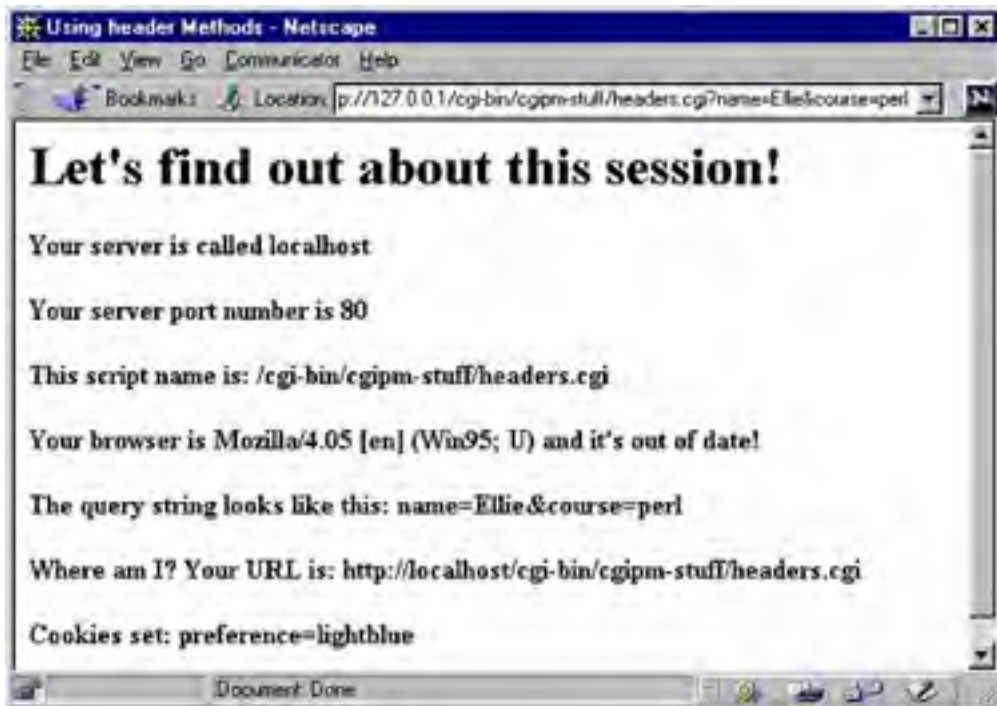 Using header Methods - Netscape
File Edit View Go Communicator Help
Bookmarks Location: p://127.0.0.1/cgi-bin/cgipm-stuff/headers.cgi?name=Ellie&course=perl
Let's find out about this session!
Your server is called localhost
Your server port number is 80
This script name is: /cgi-bin/cgipm-stuff/headers.cgi
Your browser is Mozilla/4.05 [en] (Win95; U) and it's out of date!
The query string looks like this: name=Ellie&course=perl
Where am I? Your URL is: http://localhost/cgi-bin/cgipm-stuff/headers.cgi
Cookies set: preference=lightblue
Document: Done